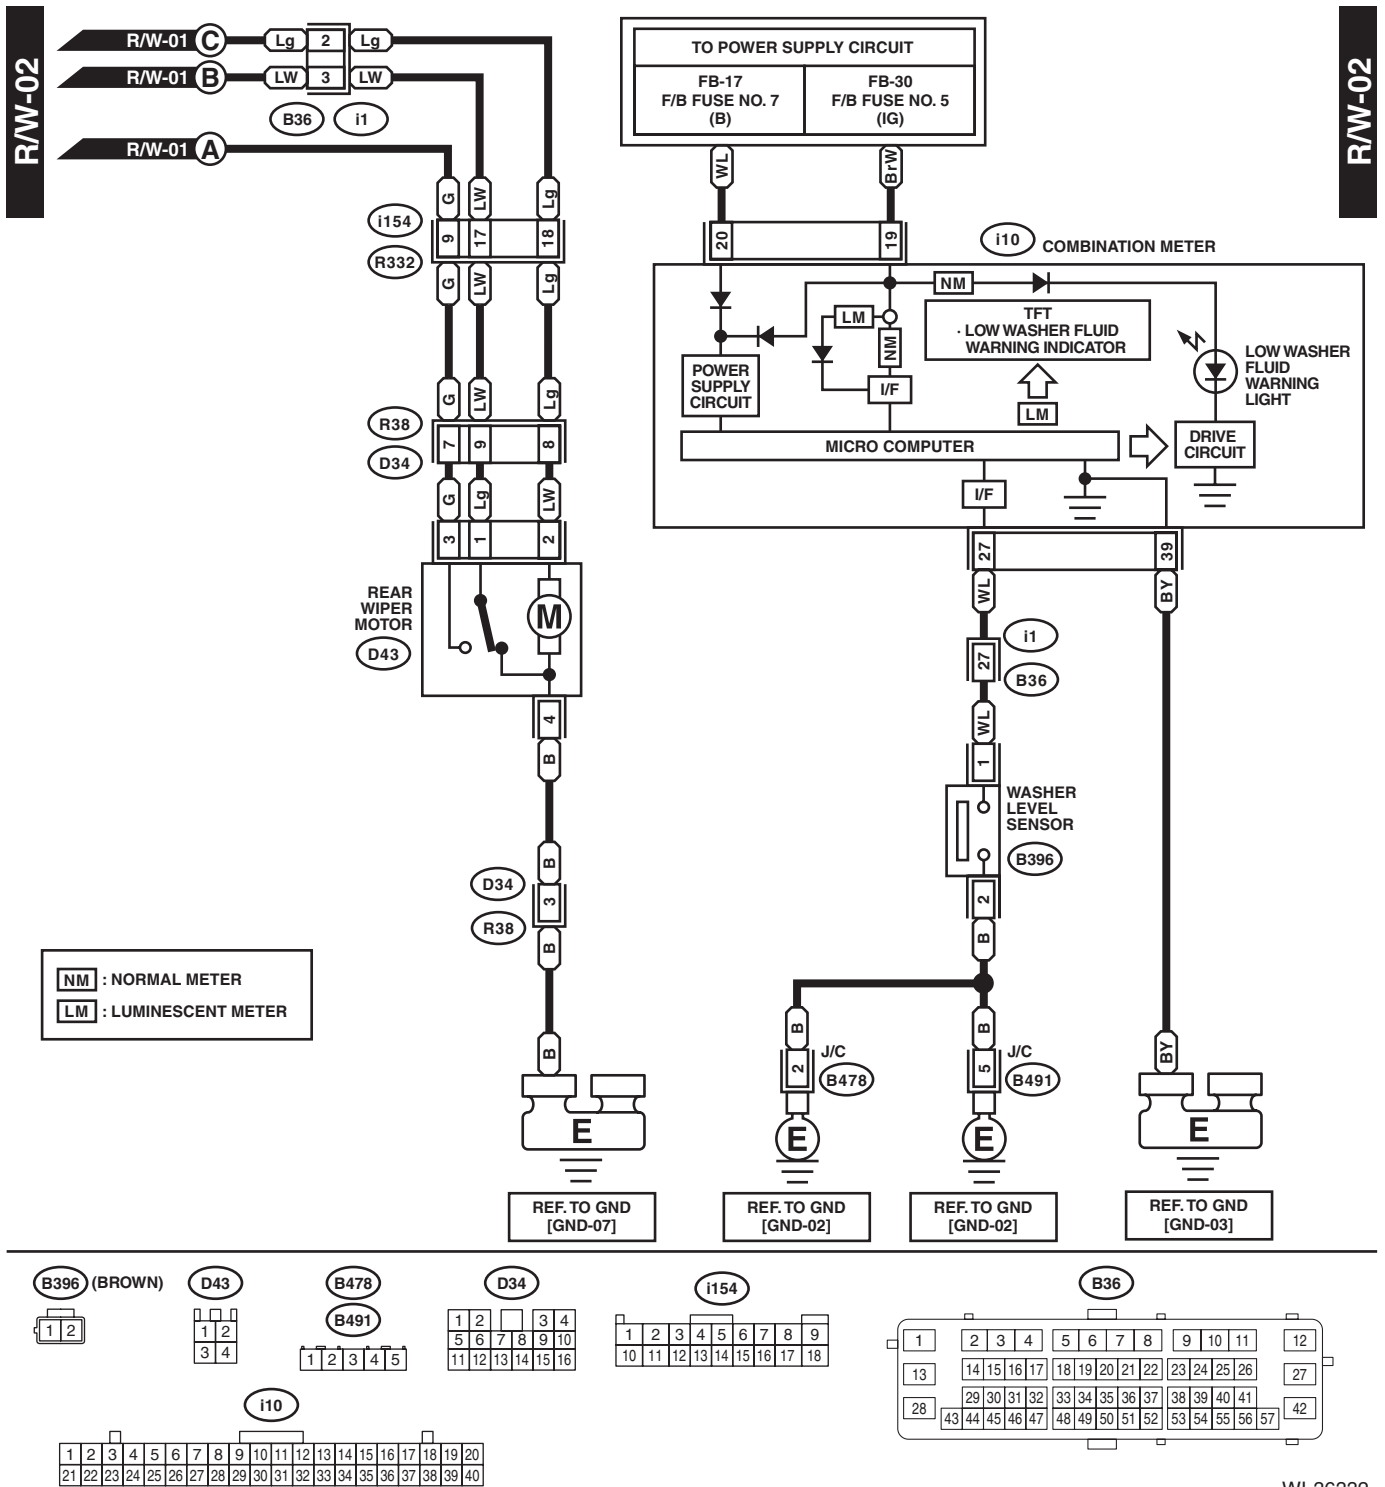 R/W-02
R/W-02
R/W-01 C Lg 2 Lg
R/W-01 B LW 3 LW
B36 i1
R/W-01 A
G LW Lg
i154
9 17 18
R332
G LW Lg
G LW Lg
R38
7 9 8
D34
G Lg LW
3 1 2
REAR
WIPER
MOTOR
M
D43
4
B
B
D34
3
R38
B
B
E
REF. TO GND
[GND-07]
NM : NORMAL METER
LM : LUMINESCENT METER
TO POWER SUPPLY CIRCUIT
FB-17
F/B FUSE NO. 7
(B)
FB-30
F/B FUSE NO. 5
(IG)
WL BrW
20 19
i10 COMBINATION METER
NM
LM
NM
I/F
TFT
· LOW WASHER FLUID
WARNING INDICATOR
LM
LOW WASHER
FLUID
WARNING
LIGHT
POWER
SUPPLY
CIRCUIT
MICRO COMPUTER
DRIVE
CIRCUIT
I/F
27 39
WL BY
i1
27
B36
WL
1
WASHER
LEVEL
SENSOR
B396
2
B
B B
J/C J/C
2 B478 5 B491
BY
E E E
REF. TO GND
[GND-02]
REF. TO GND
[GND-02]
REF. TO GND
[GND-03]
B396 (BROWN)
1 2
D43
1 2
3 4
B478
B491
1 2 3 4 5
D34
1 2 3 4
5 6 7 8 9 10
11 12 13 14 15 16
i154
1 2 3 4 5 6 7 8 9
10 11 12 13 14 15 16 17 18
B36
1 2 3 4 5 6 7 8 9 10 11 12
13 14 15 16 17 18 19 20 21 22 23 24 25 26 27
28 29 30 31 32 33 34 35 36 37 38 39 40 41 42
43 44 45 46 47 48 49 50 51 52 53 54 55 56 57
i10
1 2 3 4 5 6 7 8 9 10 11 12 13 14 15 16 17 18 19 20
21 22 23 24 25 26 27 28 29 30 31 32 33 34 35 36 37 38 39 40